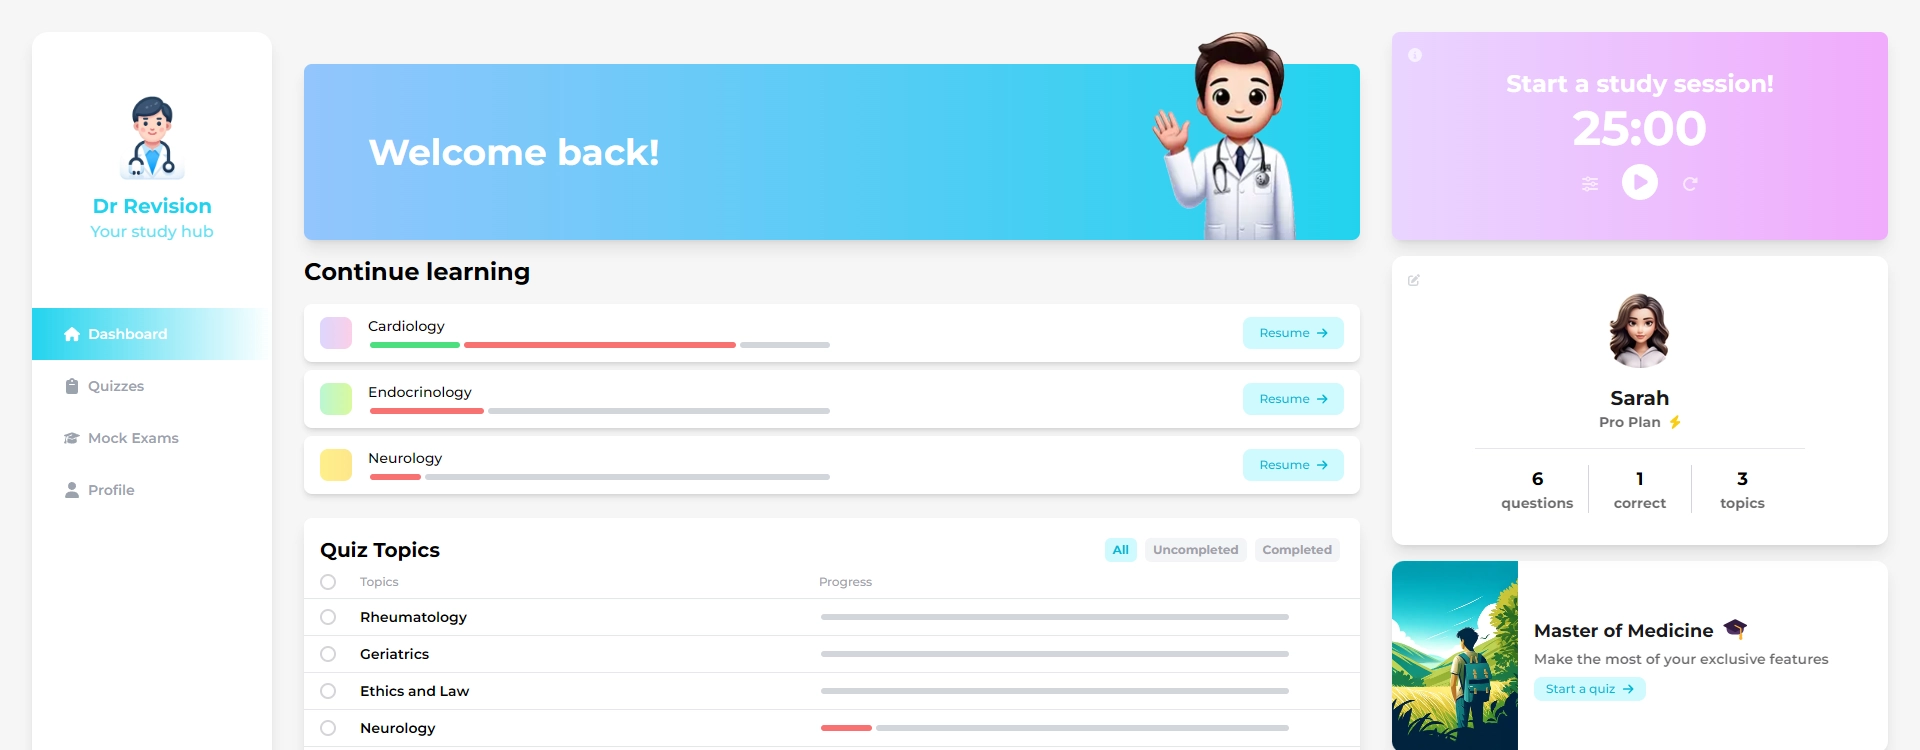 Dr Revision
Your study hub
Dashboard
Quizzes
Mock Exams
Profile
Welcome back!
Continue learning
Cardiology
Resume
Endocrinology
Resume
Neurology
Resume
Quiz Topics
All Uncompleted Completed
Topics Progress
Rheumatology
Geriatrics
Ethics and Law
Neurology
Start a study session!
25:00
Sarah
Pro Plan
6 1 3
questions correct topics
Master of Medicine
Make the most of your exclusive features
Start a quiz